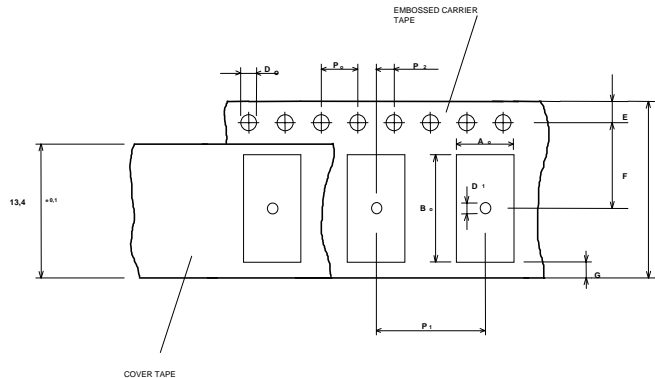 EMBOSSED CARRIER
TAPE
D o
P o
P 2
E
A o
F
D 1
B o
13,4 ±0,1
G
P 1
COVER TAPE